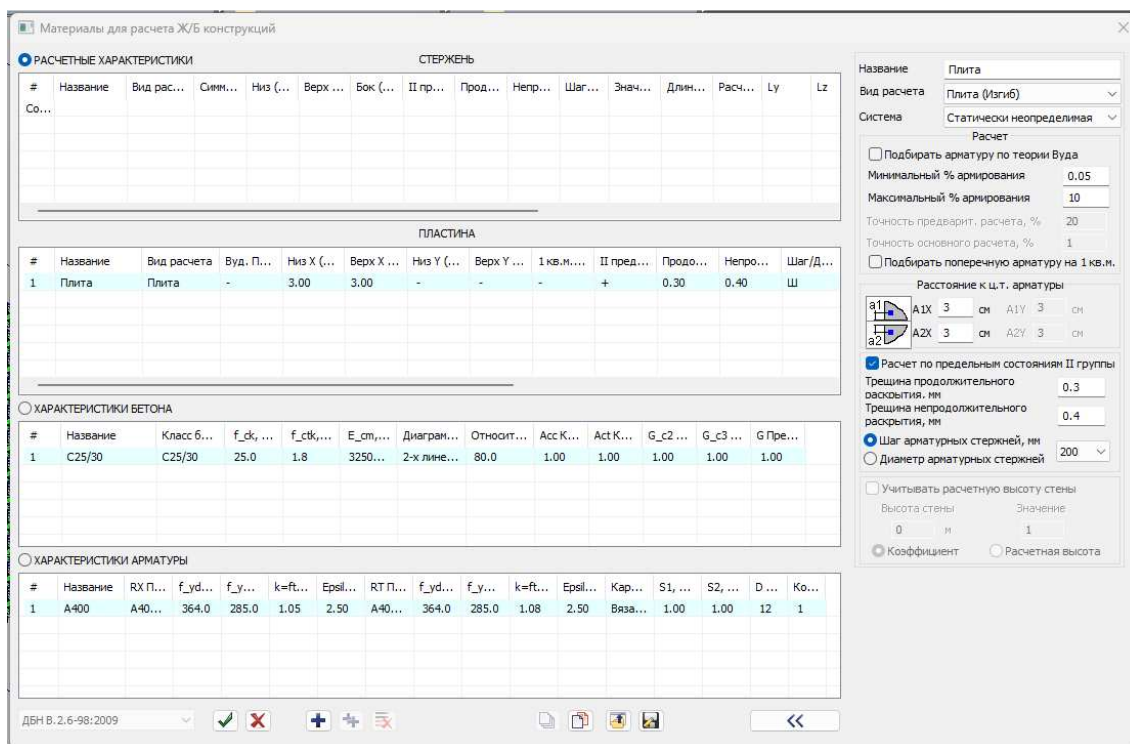 Материалы для расчета Ж/Б конструкций
РАСЧЕТНЫЕ ХАРАКТЕРИСТИКИ СТЕРЖЕНЬ
# Название Вид рас... Симм... Низ (... Верх ... Бок (... II пр... Прод... Непр... Шаг... Знач... Длин... Расч... Ly Lz
Со...
ПЛАСТИНА
# Название Вид расчета Вуд. П... Низ X (... Верх X ... Низ Y (... Верх Y ... 1 кв.м.... II пред... Продо... Непро... Шаг/Д...
1 Плита Плита - 3.00 3.00 - - - + 0.30 0.40 Ш
ХАРАКТЕРИСТИКИ БЕТОНА
# Название Класс б... f_ck, ... f_ctk,... E_cm,... Диаграм... Относит... Acc К... Act К... G_c2 ... G_c3 ... G Пре...
1 C25/30 C25/30 25.0 1.8 3250... 2-х лине... 80.0 1.00 1.00 1.00 1.00 1.00
ХАРАКТЕРИСТИКИ АРМАТУРЫ
# Название RX П... f_yd... f_y... k=ft... Epsil... RT П... f_yd... f_y... k=ft... Epsil... Кар... S1, ... S2, ... D ... Ко...
1 A400 A40... 364.0 285.0 1.05 2.50 A40... 364.0 285.0 1.08 2.50 Вяза... 1.00 1.00 12 1
ДБН В.2.6-98:2009
Название Плита
Вид расчета Плита (Изгиб)
Система Статически неопределимая
Расчет
Подбирать арматуру по теории Вуда
Минимальный % армирования 0.05
Максимальный % армирования 10
Точность предварит. расчета, % 20
Точность основного расчета, % 1
Подбирать поперечную арматуру на 1 кв.м.
Расстояние к ц.т. арматуры
a1 A1X 3 см A1Y 3 см
a2 A2X 3 см A2Y 3 см
Расчет по предельным состояниям II группы
Трещина продолжительного
раскрытия, мм 0.3
Трещина непродолжительного
раскрытия, мм 0.4
Шаг арматурных стержней, мм
Диаметр арматурных стержней 200
Учитывать расчетную высоту стены
Высота стены Значение
0 м 1
Коэффициент Расчетная высота